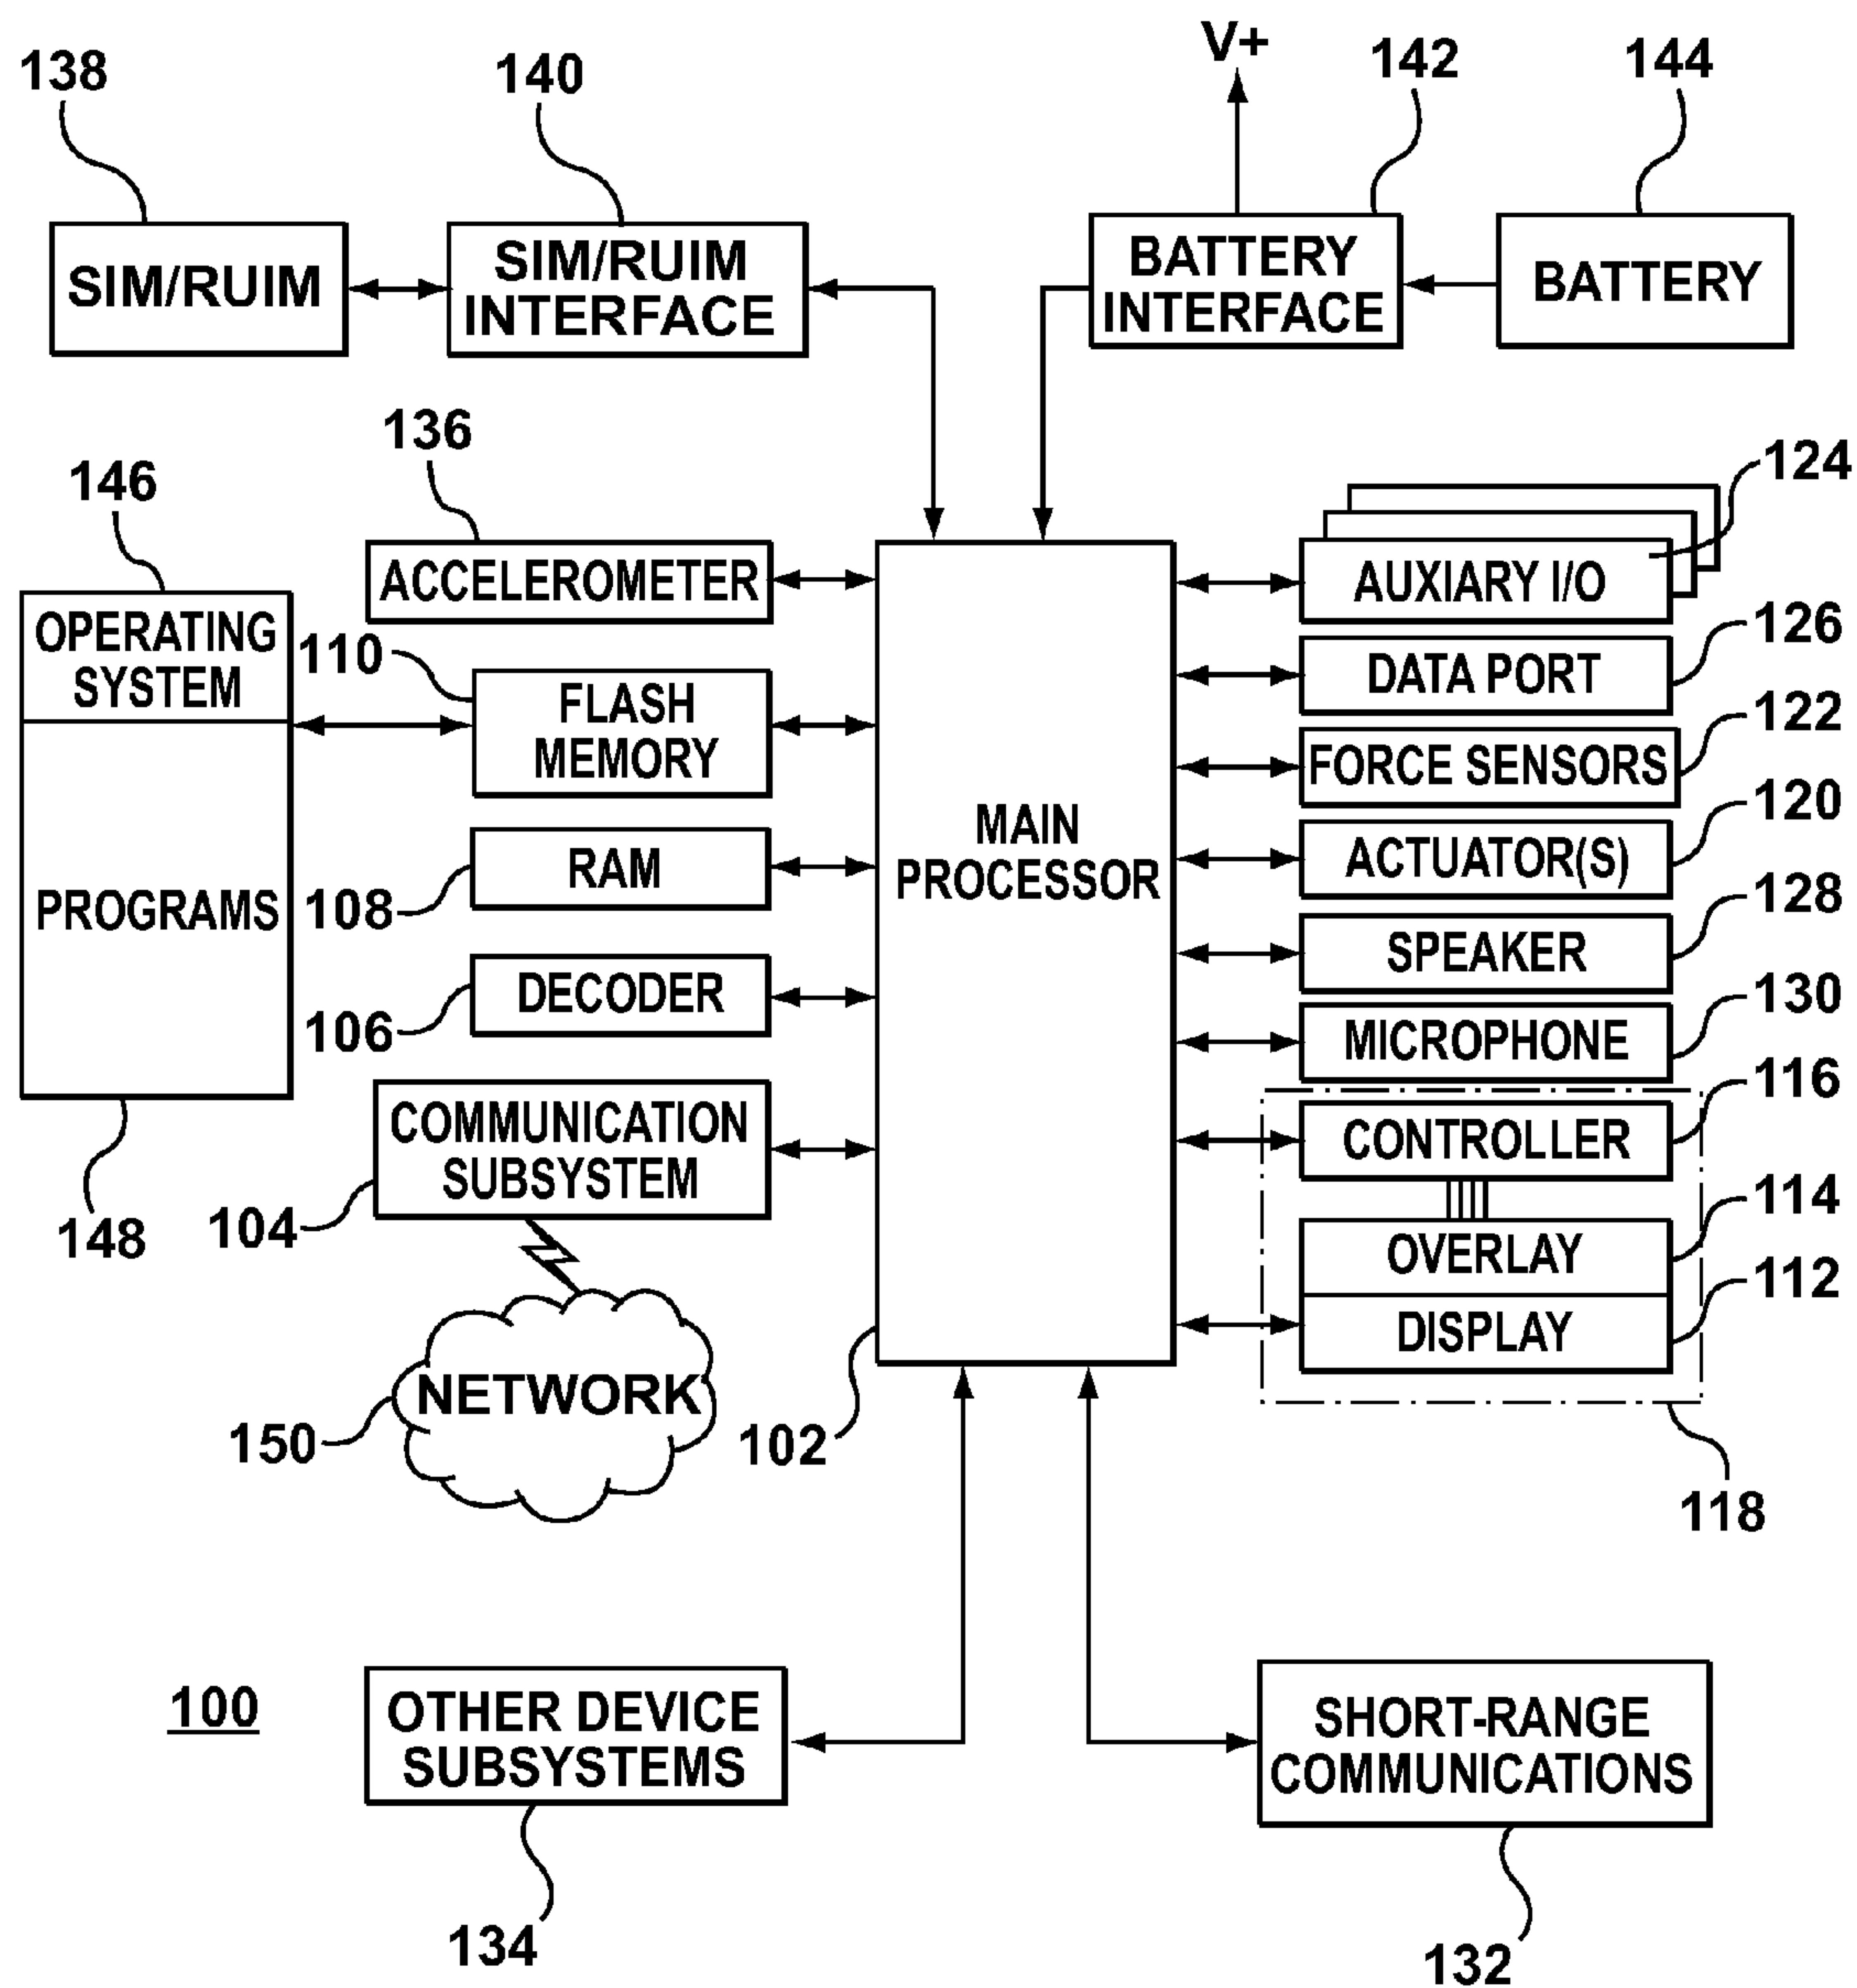 V+
138
140
142
144
SIM/RUIM
SIM/RUIM
INTERFACE
BATTERY
INTERFACE
BATTERY
136
124
146
ACCELEROMETER
AUXIARY I/O
OPERATING
SYSTEM
110
126
FLASH
MEMORY
DATA PORT
122
FORCE SENSORS
120
MAIN
PROCESSOR
RAM
108
ACTUATOR(S)
128
PROGRAMS
SPEAKER
130
DECODER
106
MICROPHONE
116
COMMUNICATION
SUBSYSTEM
CONTROLLER
114
148
104
OVERLAY
112
DISPLAY
NETWORK
150
102
118
100
OTHER DEVICE
SUBSYSTEMS
SHORT-RANGE
COMMUNICATIONS
134
132